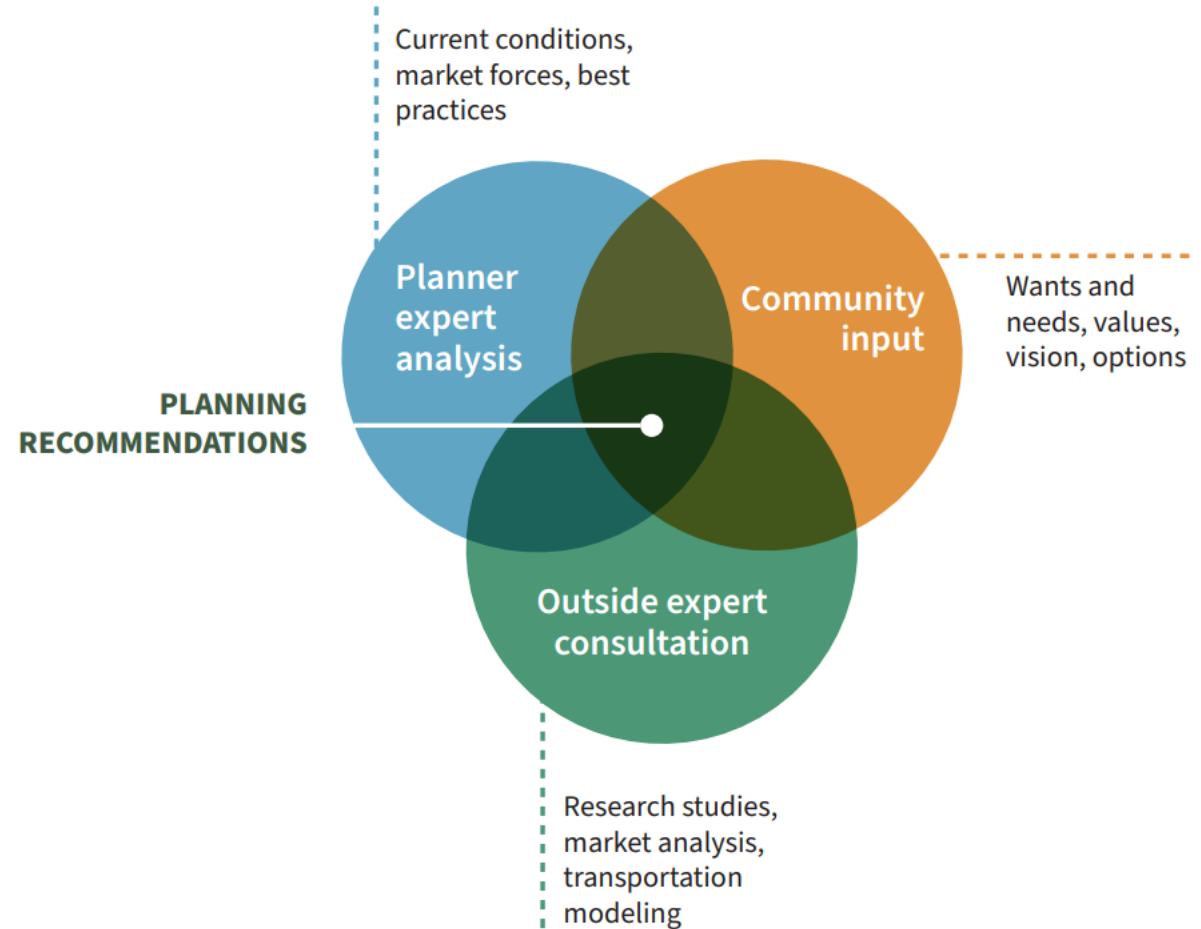 Current conditions,
market forces, best
practices
Planner
expert
analysis
Community
input
Wants and
needs, values,
vision, options
PLANNING
RECOMMENDATIONS
Outside expert
consultation
Research studies,
market analysis,
transportation
modeling